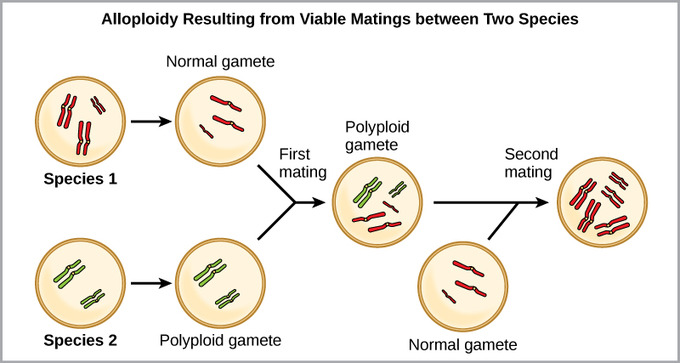 Alloploidy Resulting from Viable Matings between Two Species
Normal gamete
Species 1
First
mating
Polyploid
gamete
Second
mating
Species 2
Polyploid gamete
Normal gamete